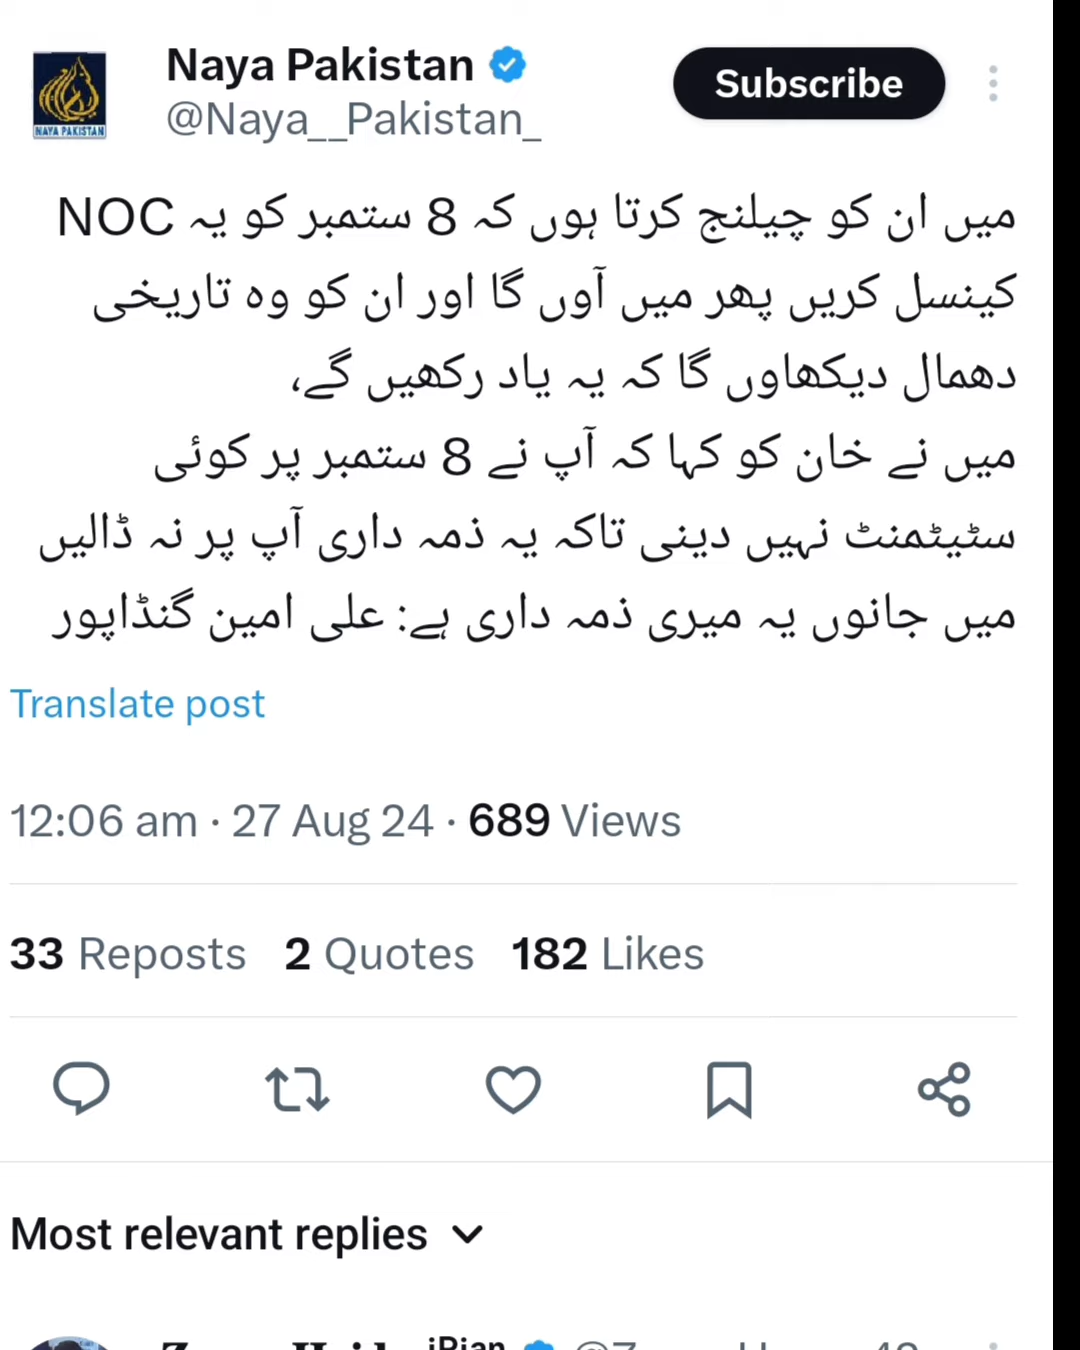 Naya Pakistan
Subscribe
@Naya__Pakistan_
NAYA PAKISTAN
میں ان کو چیلنج کرتا ہوں کہ 8 ستمبر کو یہ NOC
کینسل کریں پھر میں آوں گا اور ان کو وہ تاریخی
دھمال دیکھاوں گا کہ یہ یاد رکھیں گے،
میں نے خان کو کہا کہ آپ نے 8 ستمبر پر کوئی
سٹیٹمنٹ نہیں دینی تاکہ یہ ذمہ داری آپ پر نہ ڈالیں
میں جانوں یہ میری ذمہ داری ہے: علی امین گنڈاپور
Translate post
12:06 am · 27 Aug 24 · 689 Views
33 Reposts 2 Quotes 182 Likes
Most relevant replies